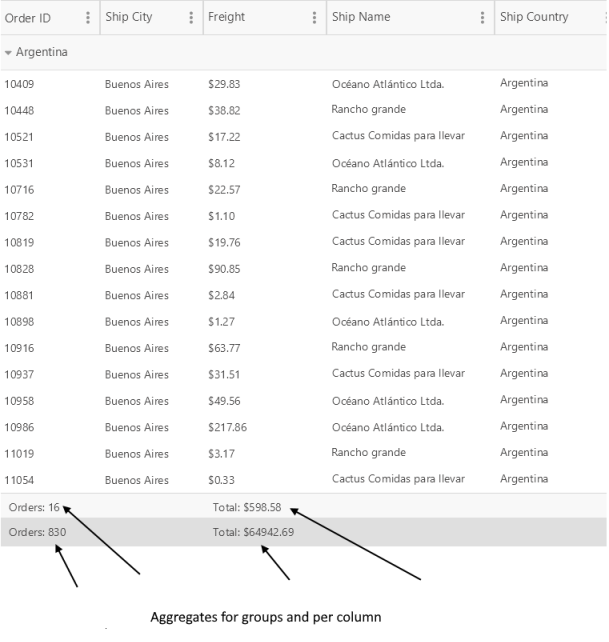 Order ID Ship City Freight Ship Name Ship Country
Argentina
10409 Buenos Aires $29.83 Océano Atlántico Ltda. Argentina
10448 Buenos Aires $38.82 Rancho grande Argentina
10521 Buenos Aires $17.22 Cactus Comidas para llevar Argentina
10531 Buenos Aires $8.12 Océano Atlántico Ltda. Argentina
10716 Buenos Aires $22.57 Rancho grande Argentina
10782 Buenos Aires $1.10 Cactus Comidas para llevar Argentina
10819 Buenos Aires $19.76 Cactus Comidas para llevar Argentina
10828 Buenos Aires $90.85 Rancho grande Argentina
10881 Buenos Aires $2.84 Cactus Comidas para llevar Argentina
10898 Buenos Aires $1.27 Océano Atlántico Ltda. Argentina
10916 Buenos Aires $63.77 Rancho grande Argentina
10937 Buenos Aires $31.51 Cactus Comidas para llevar Argentina
10958 Buenos Aires $49.56 Océano Atlántico Ltda. Argentina
10986 Buenos Aires $217.86 Océano Atlántico Ltda. Argentina
11019 Buenos Aires $3.17 Rancho grande Argentina
11054 Buenos Aires $0.33 Cactus Comidas para llevar Argentina
Orders: 16 Total: $598.58
Orders: 830 Total: $64942.69
Aggregates for groups and per column